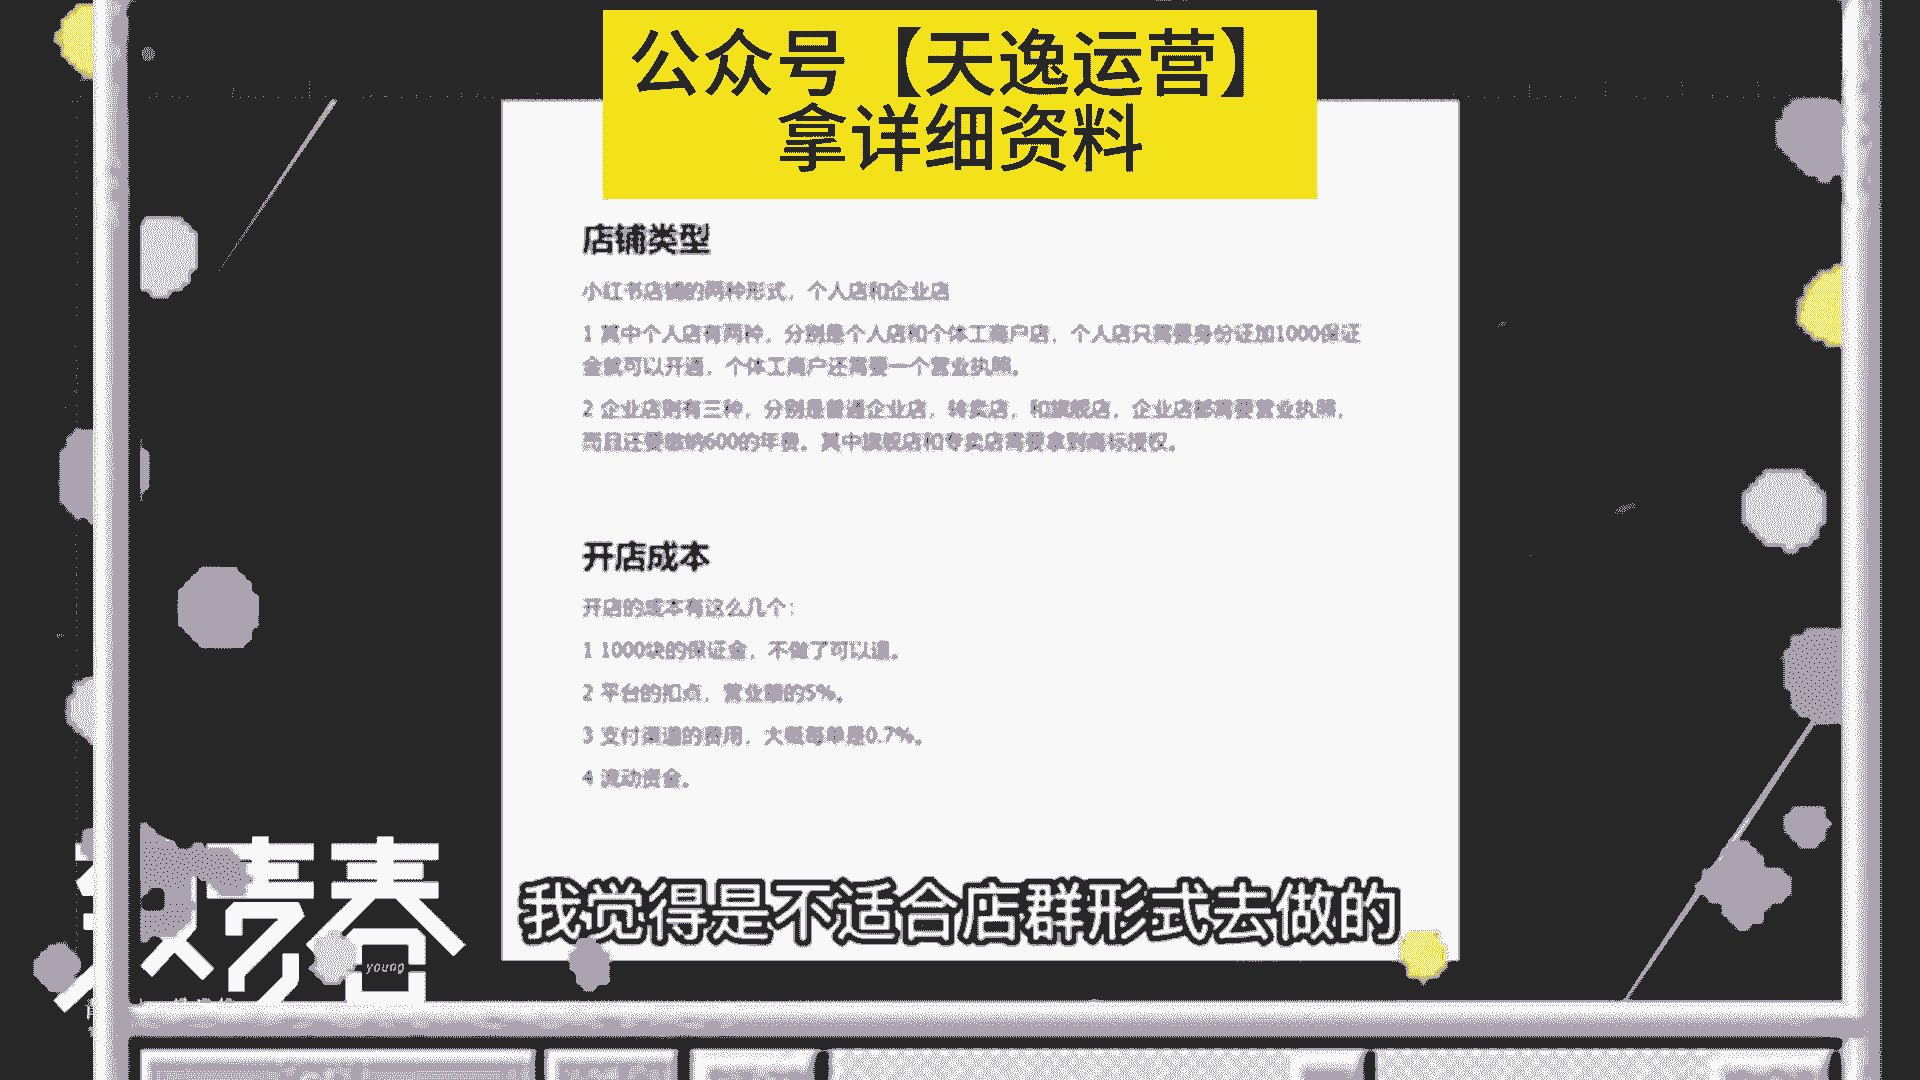 公众号【天逸运营】
拿详细资料
店铺类型
小红书店铺的两种形式，个人店和企业店
1 其中个人店有两种，分别是个人店和个体工商户店，个人店只需要身份证加1000保证
金就可以开通，个体工商户还需要一个营业执照。
2 企业店则有三种，分别是普通企业店，转卖店，和旗舰店，企业店都需要营业执照，
而且还要缴纳600的年费。其中旗舰店和专卖店需要拿到商标授权。
开店成本
开店的成本有这么几个：
1 1000块的保证金，不做了可以退。
2 平台的扣点，营业额的5%。
3 支付渠道的费用，大概每单是0.7%。
4 流动资金。
我觉得是不适合店群形式去做的
青春
young